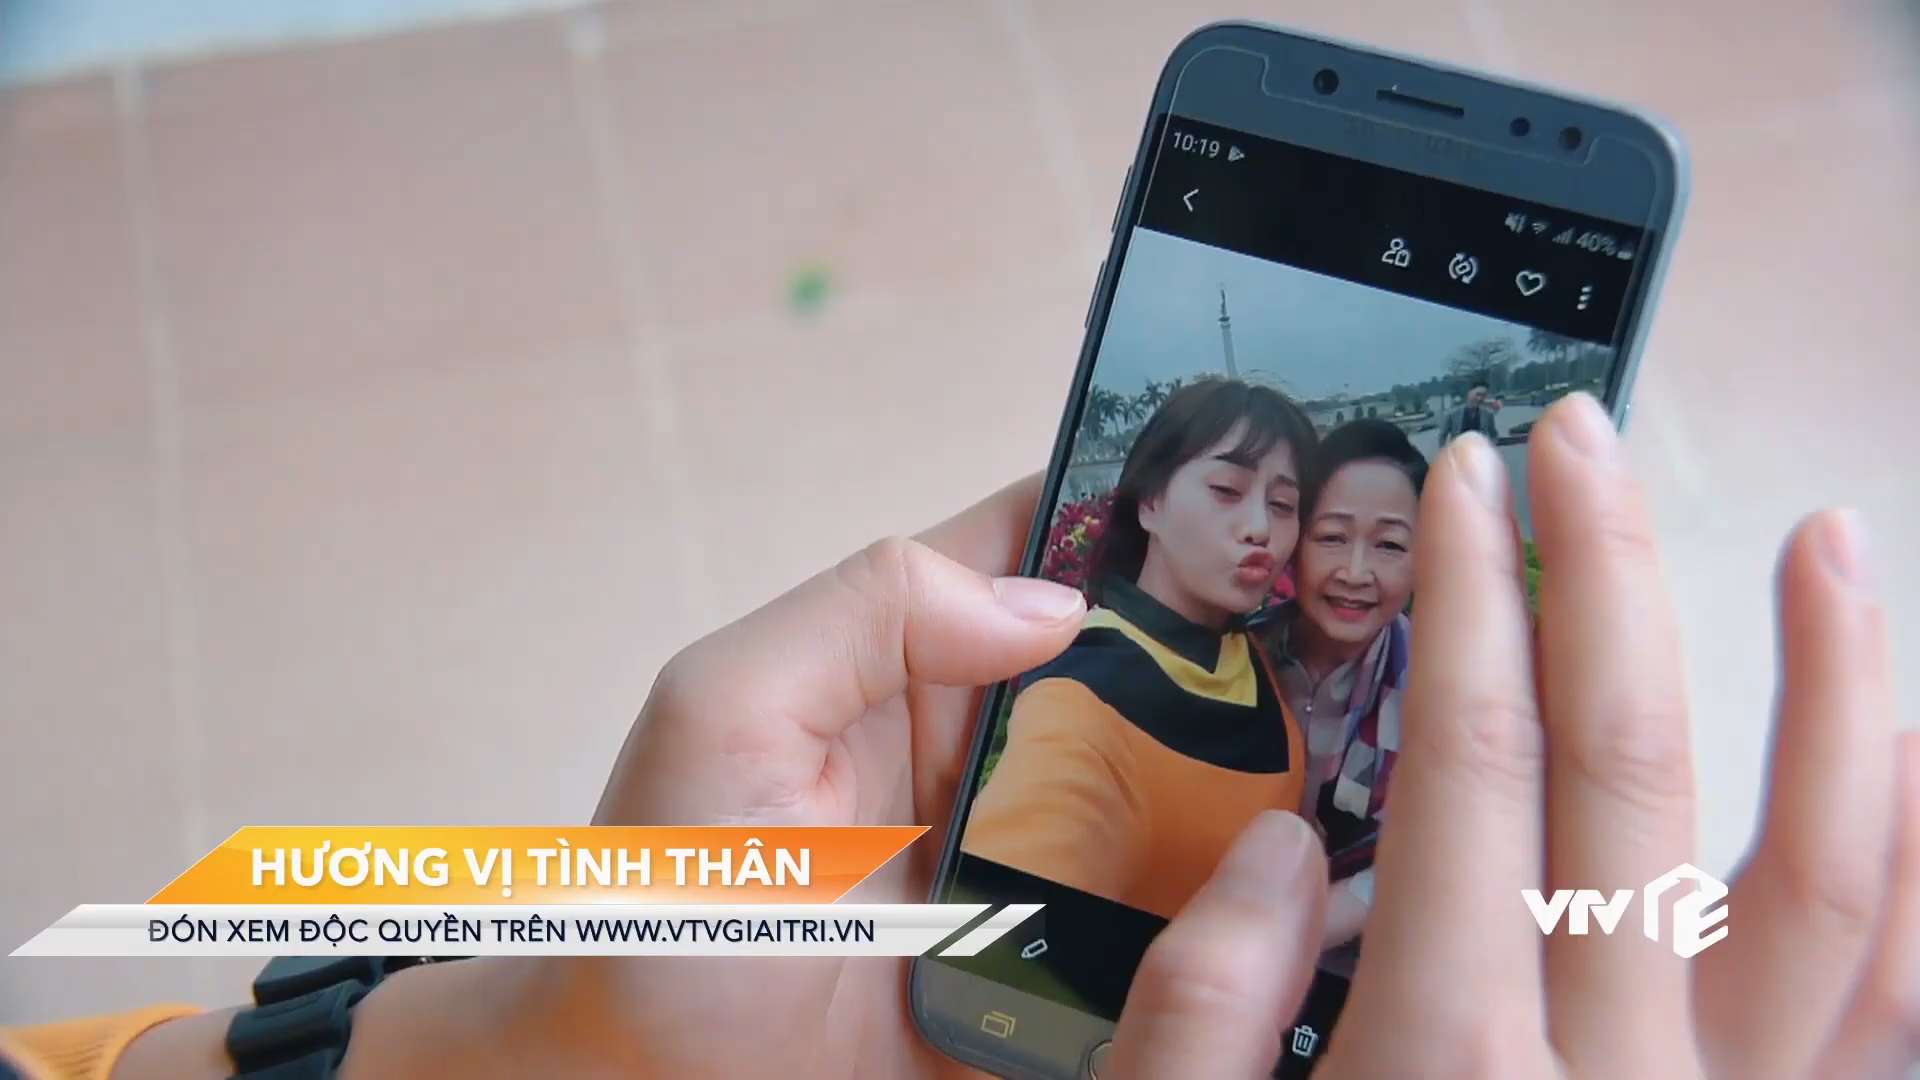 10:19
40%
HƯƠNG VỊ TÌNH THÂN
ĐÓN XEM ĐỘC QUYỀN TRÊN WWW.VTVGIAITRI.VN
VTV